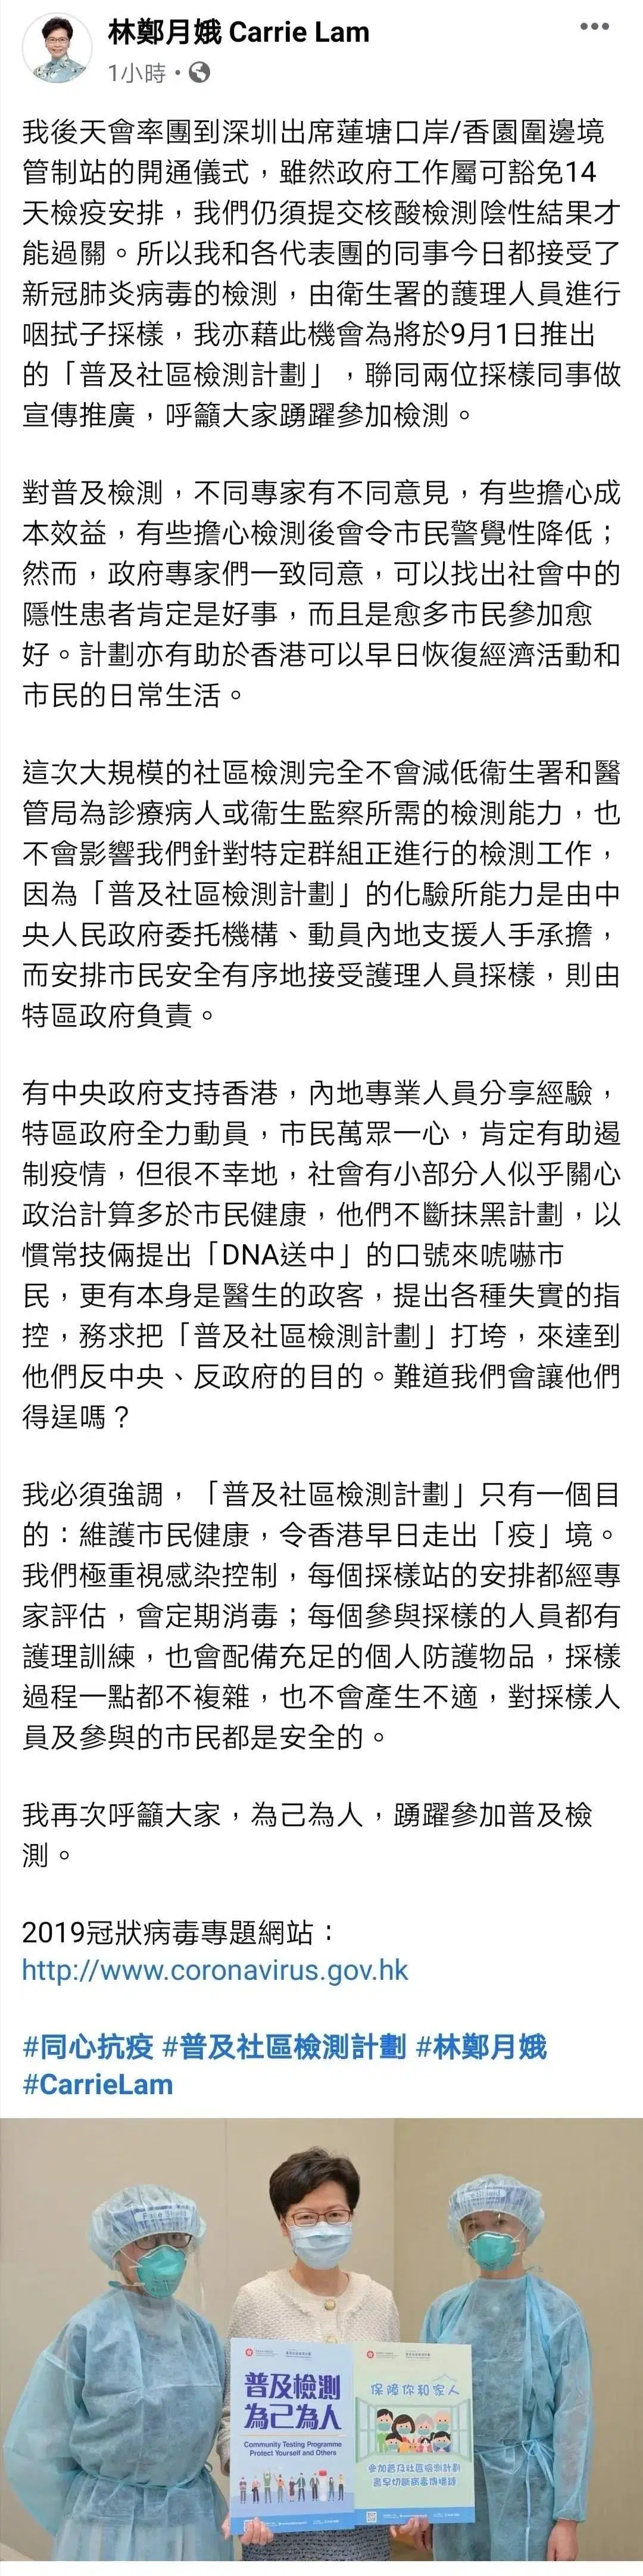 林鄭月娥 Carrie Lam
1小時・
我後天會率團到深圳出席蓮塘口岸/香園圍邊境
管制站的開通儀式，雖然政府工作屬可豁免14
天檢疫安排，我們仍須提交核酸檢測陰性結果才
能過關。所以我和各代表團的同事今日都接受了
新冠肺炎病毒的檢測，由衛生署的護理人員進行
咽拭子採樣，我亦藉此機會為將於9月1日推出
的「普及社區檢測計劃」，聯同兩位採樣同事做
宣傳推廣，呼籲大家踴躍參加檢測。
對普及檢測，不同專家有不同意見，有些擔心成
本效益，有些擔心檢測後會令市民警覺性降低；
然而，政府專家們一致同意，可以找出社會中的
隱性患者肯定是好事，而且是愈多市民參加愈
好。計劃亦有助於香港可以早日恢復經濟活動和
市民的日常生活。
這次大規模的社區檢測完全不會減低衞生署和醫
管局為診療病人或衞生監察所需的檢測能力，也
不會影響我們針對特定群組正進行的檢測工作，
因為「普及社區檢測計劃」的化驗所能力是由中
央人民政府委托機構、動員內地支援人手承擔，
而安排市民安全有序地接受護理人員採樣，則由
特區政府負責。
有中央政府支持香港，內地專業人員分享經驗，
特區政府全力動員，市民萬眾一心，肯定有助遏
制疫情，但很不幸地，社會有小部分人似乎關心
政治計算多於市民健康，他們不斷抹黑計劃，以
慣常技倆提出「DNA送中」的口號來唬嚇市
民，更有本身是醫生的政客，提出各種失實的指
控，務求把「普及社區檢測計劃」打垮，來達到
他們反中央、反政府的目的。難道我們會讓他們
得逞嗎？
我必須強調，「普及社區檢測計劃」只有一個目
的：維護市民健康，令香港早日走出「疫」境。
我們極重視感染控制，每個採樣站的安排都經專
家評估，會定期消毒；每個參與採樣的人員都有
護理訓練，也會配備充足的個人防護物品，採樣
過程一點都不複雜，也不會產生不適，對採樣人
員及參與的市民都是安全的。
我再次呼籲大家，為己為人，踴躍參加普及檢
測。
2019冠狀病毒專題網站：
http://www.coronavirus.gov.hk
#同心抗疫 #普及社區檢測計劃 #林鄭月娥
#CarrieLam
普及檢測
為己為人
Community Testing Programme
Protect Yourself and Others
保障你和家人
參加普及社區檢測計劃
盡早切斷病毒傳播鏈